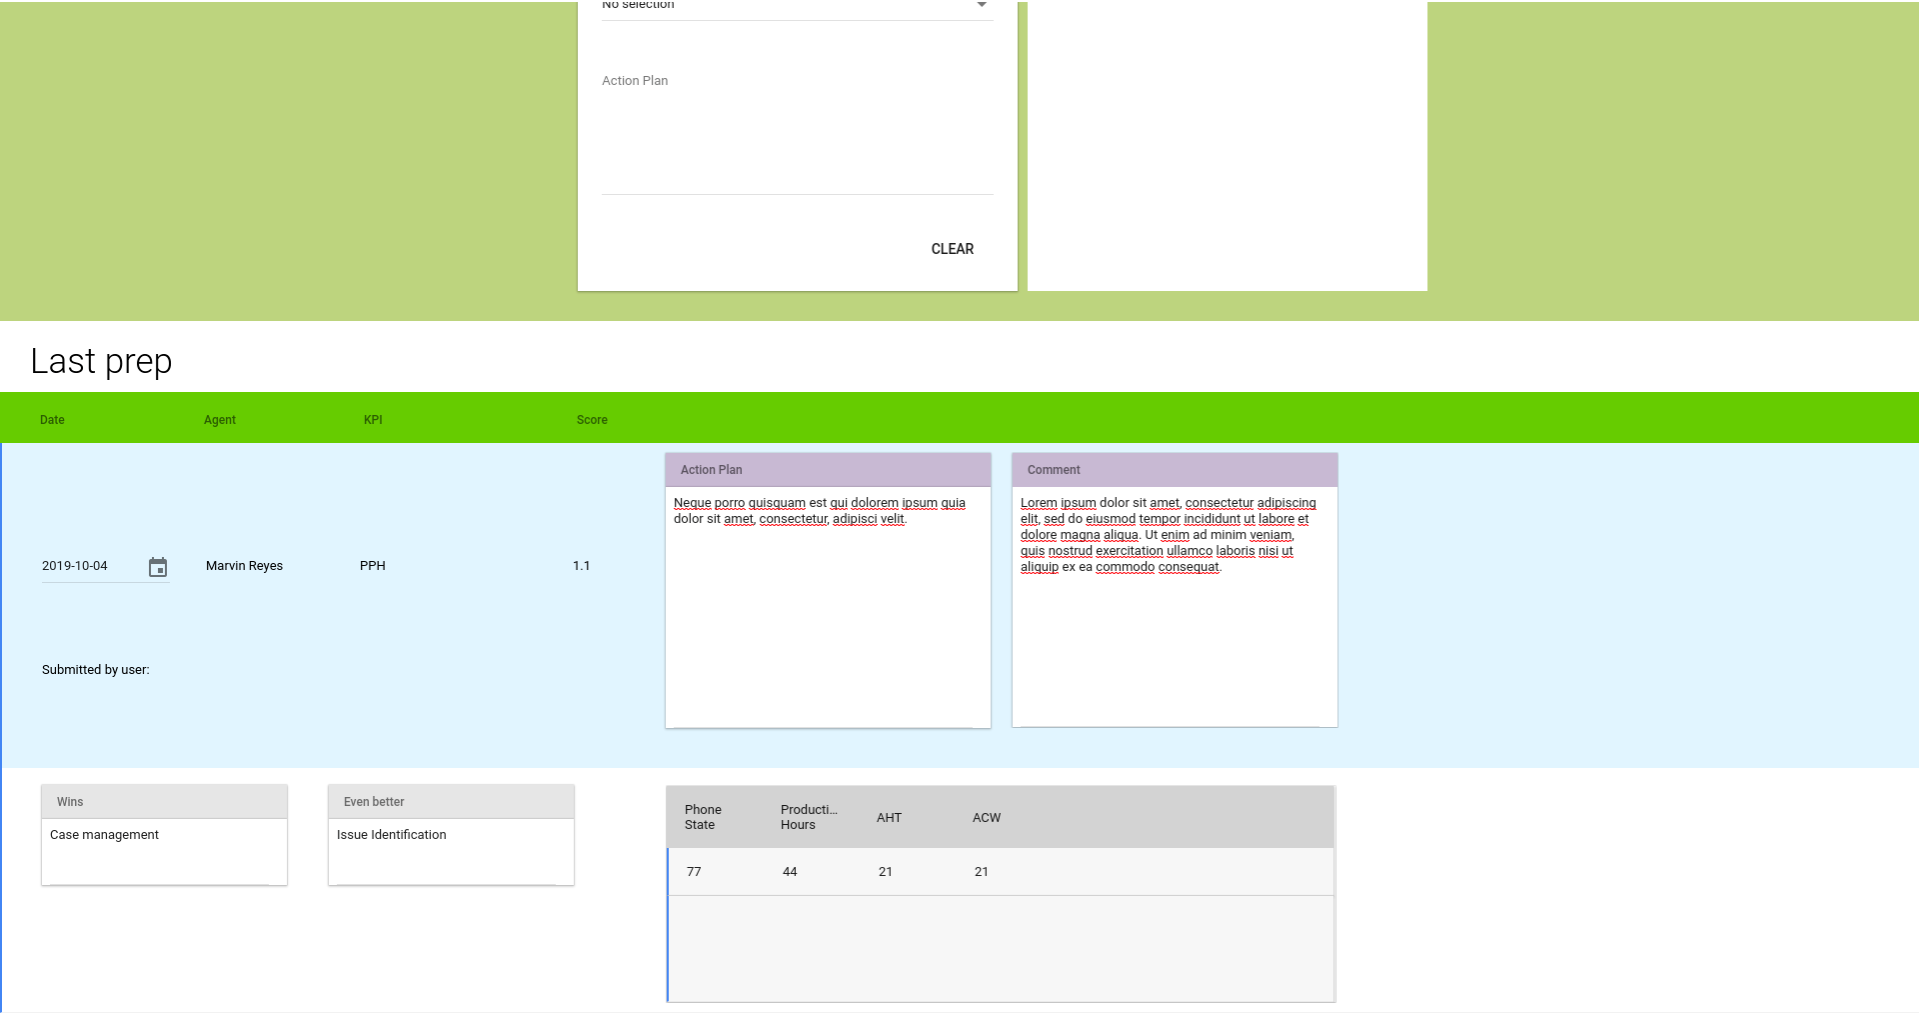 No selection
Action Plan
CLEAR
Last prep
Date Agent KPI Score
Action Plan
Neque porro quisquam est qui dolorem ipsum quia
dolor sit amet, consectetur, adipisci velit.
Comment
Lorem ipsum dolor sit amet, consectetur adipiscing
elit, sed do eiusmod tempor incididunt ut labore et
dolore magna aliqua. Ut enim ad minim veniam,
quis nostrud exercitation ullamco laboris nisi ut
aliquip ex ea commodo consequat.
2019-10-04 Marvin Reyes PPH 1.1
Submitted by user:
Wins
Case management
Even better
Issue Identification
Phone
State
Producti...
Hours
AHT
ACW
77 44 21 21